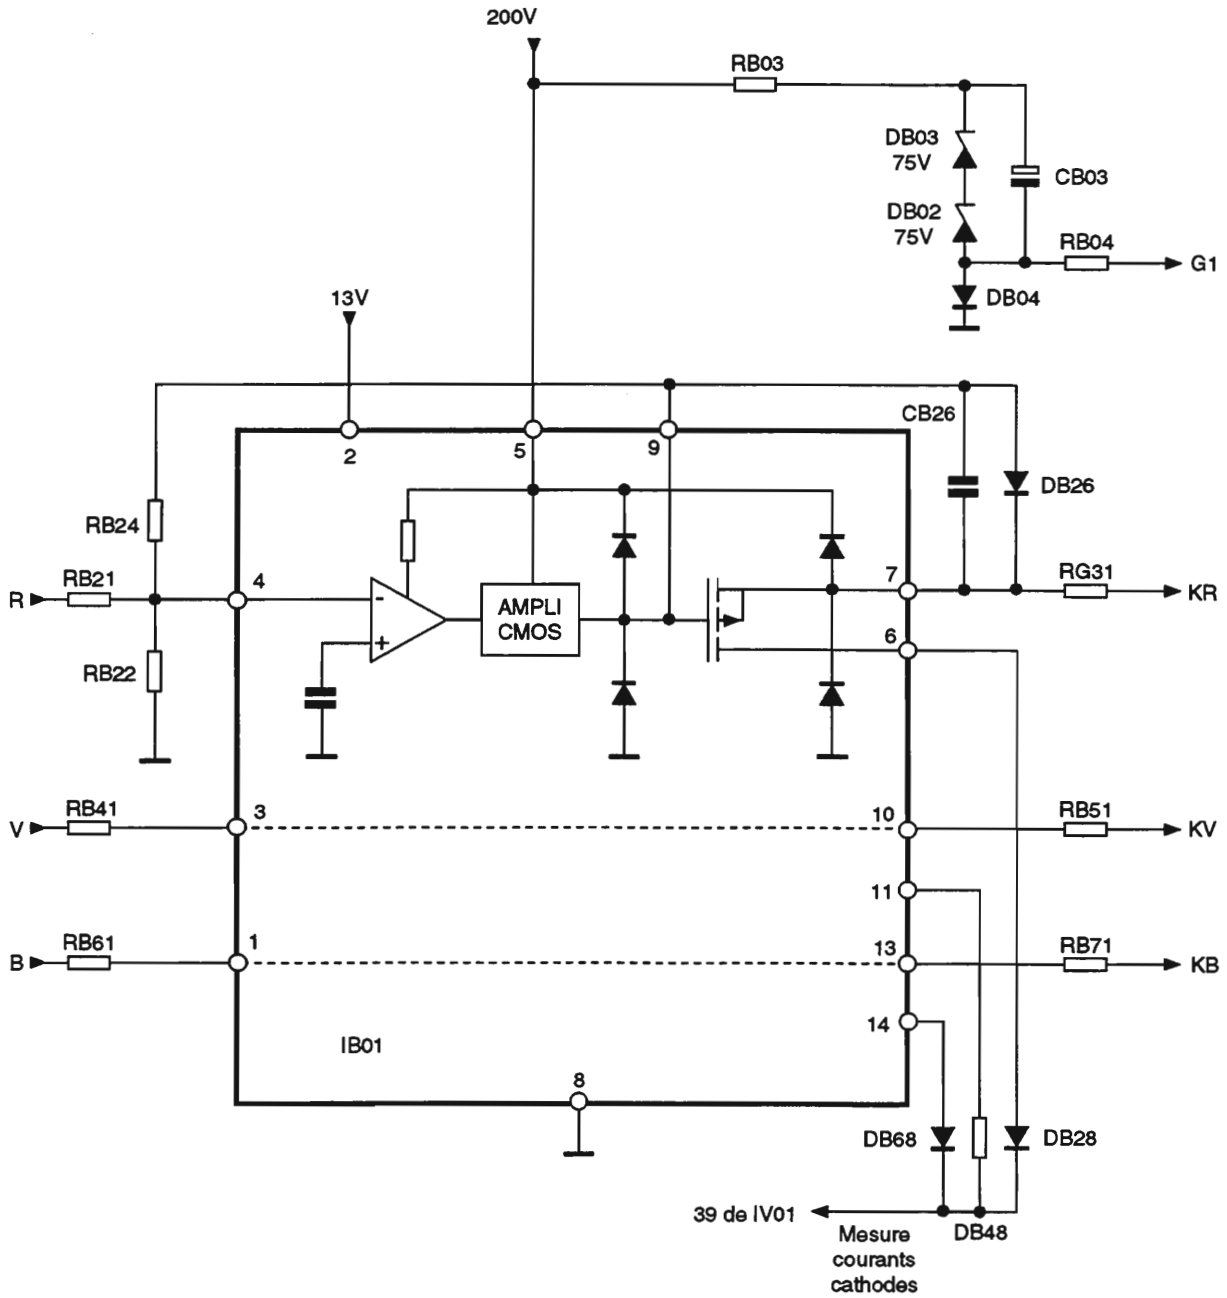 200V
RB03
DB03
75V
CB03
DB02
75V
RB04
G1
DB04
13V
CB26
2
5
9
DB26
RB24
RB21
R
4
-
AMPLI
CMOS
7
RG31
KR
+
6
RB22
RB41
V
3
10
RB51
KV
11
RB61
B
1
13
RB71
KB
14
IB01
8
DB68
DB28
39 de IV01
DB48
Mesure
courants
cathodes